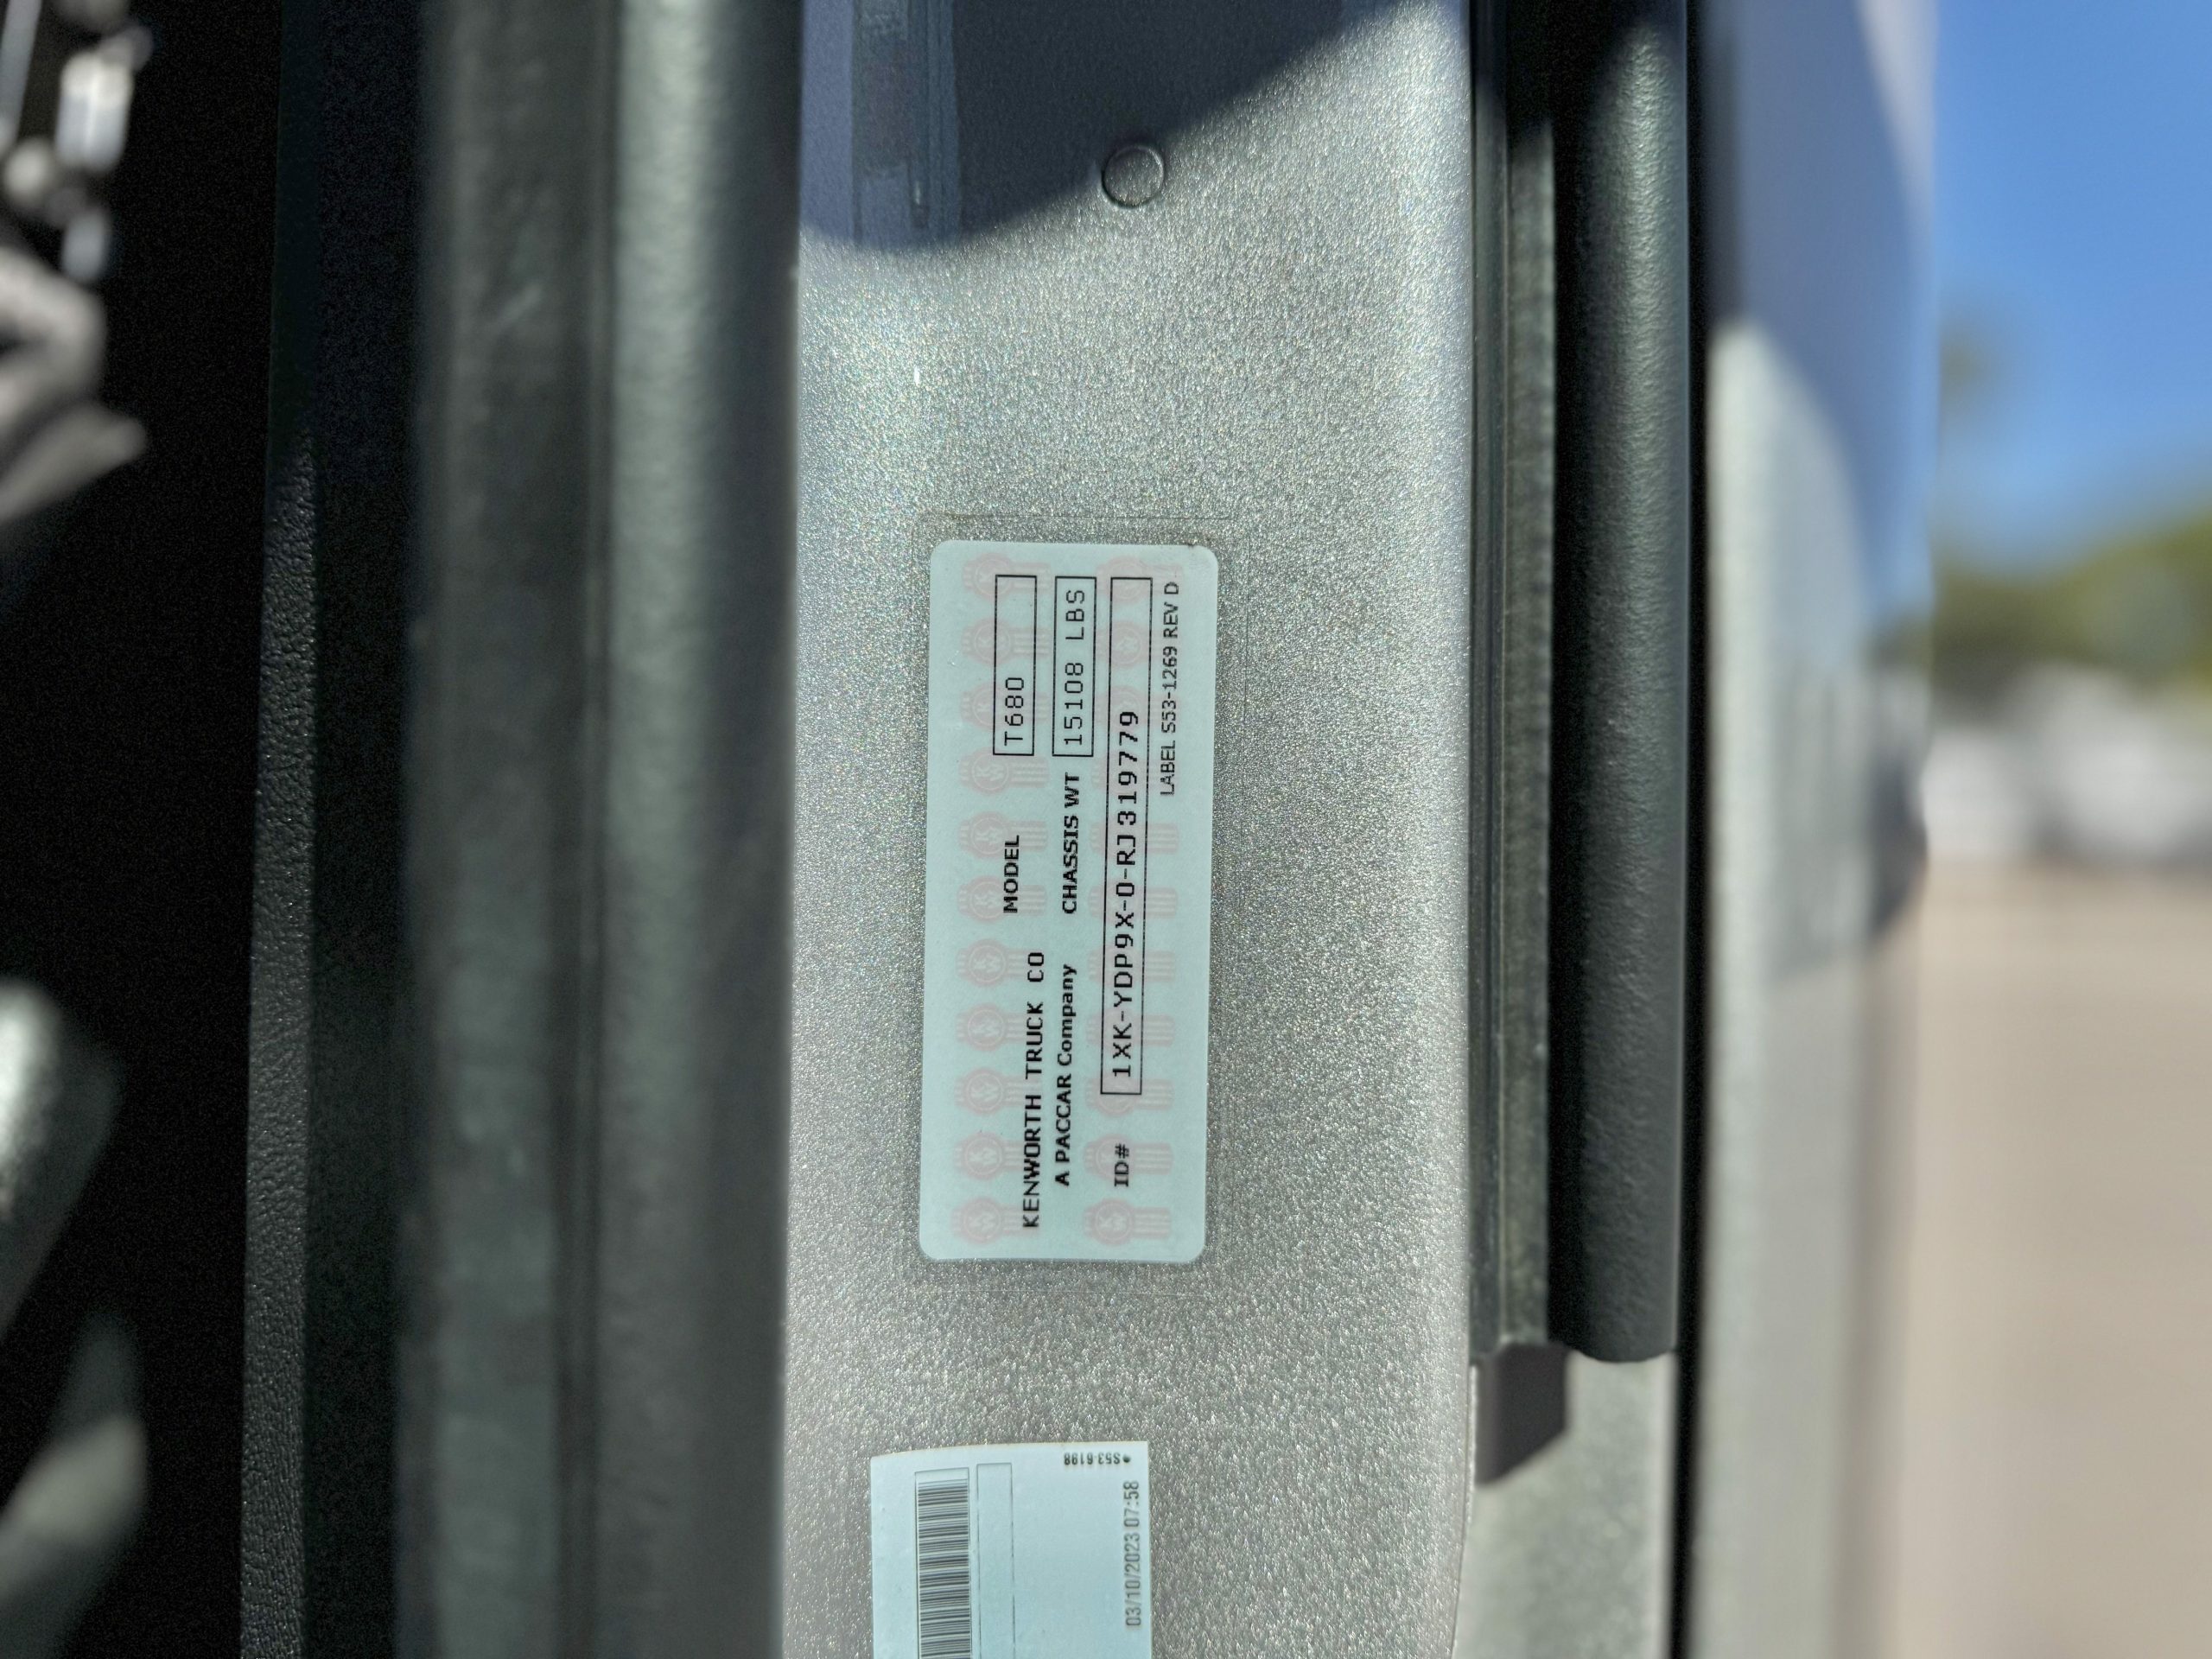 KENWORTH TRUCK CO
A PACCAR Company
MODEL T680
CHASSIS WT 15108 LBS
ID# 1XK-YDP9X-0-RJ319779
LABEL S53-1269 REV D
S53-6198
03/10/2023 07:58